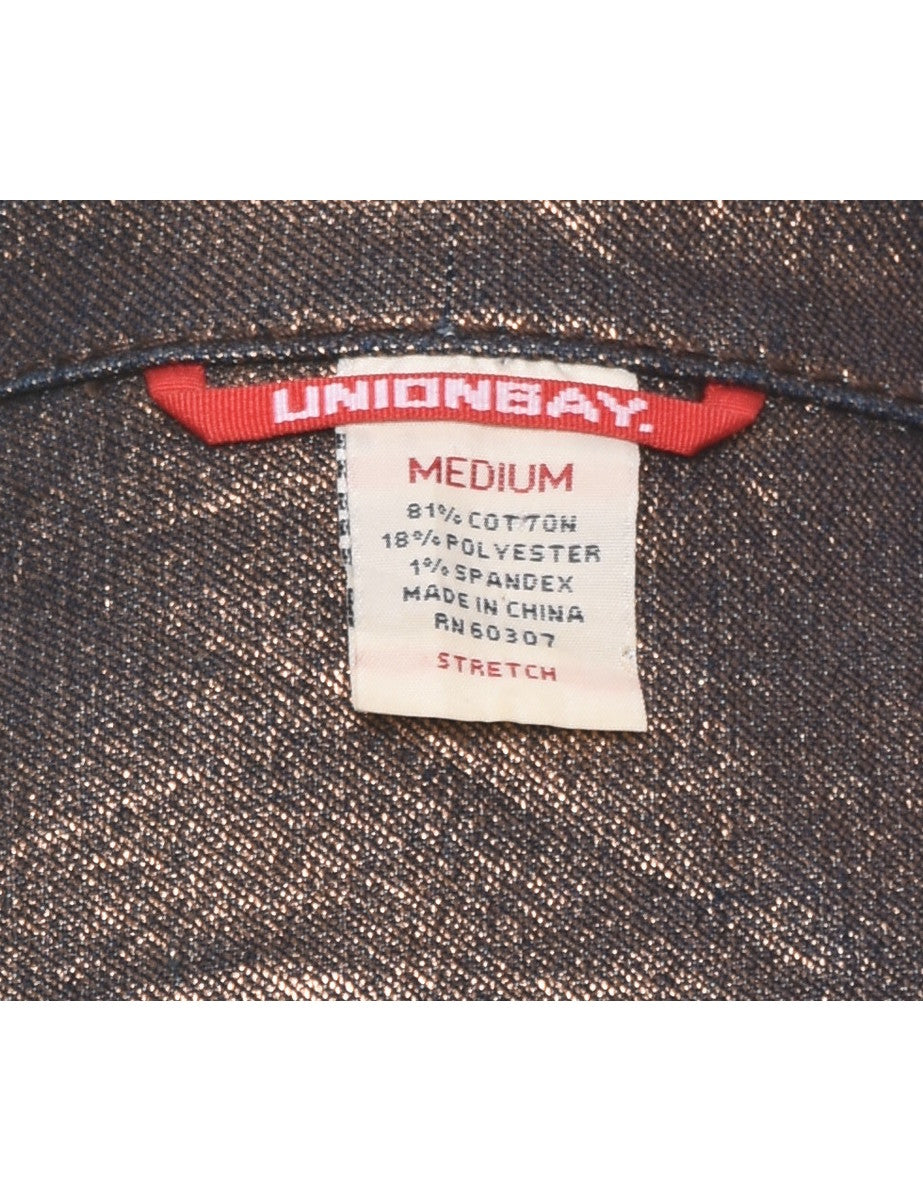 UNIONBAY.
MEDIUM
81% COTTON
18% POLYESTER
1% SPANDEX
MADE IN CHINA
RN 60307
STRETCH